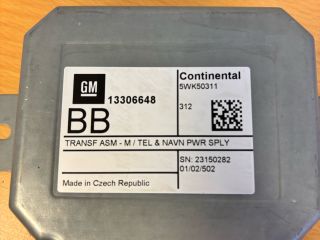 GM
13306648
Continental
5WK50311
312
BB
TRANSF ASM - M / TEL & NAVN PWR SPLY
SN: 23150282
01/02/502
Made in Czech Republic